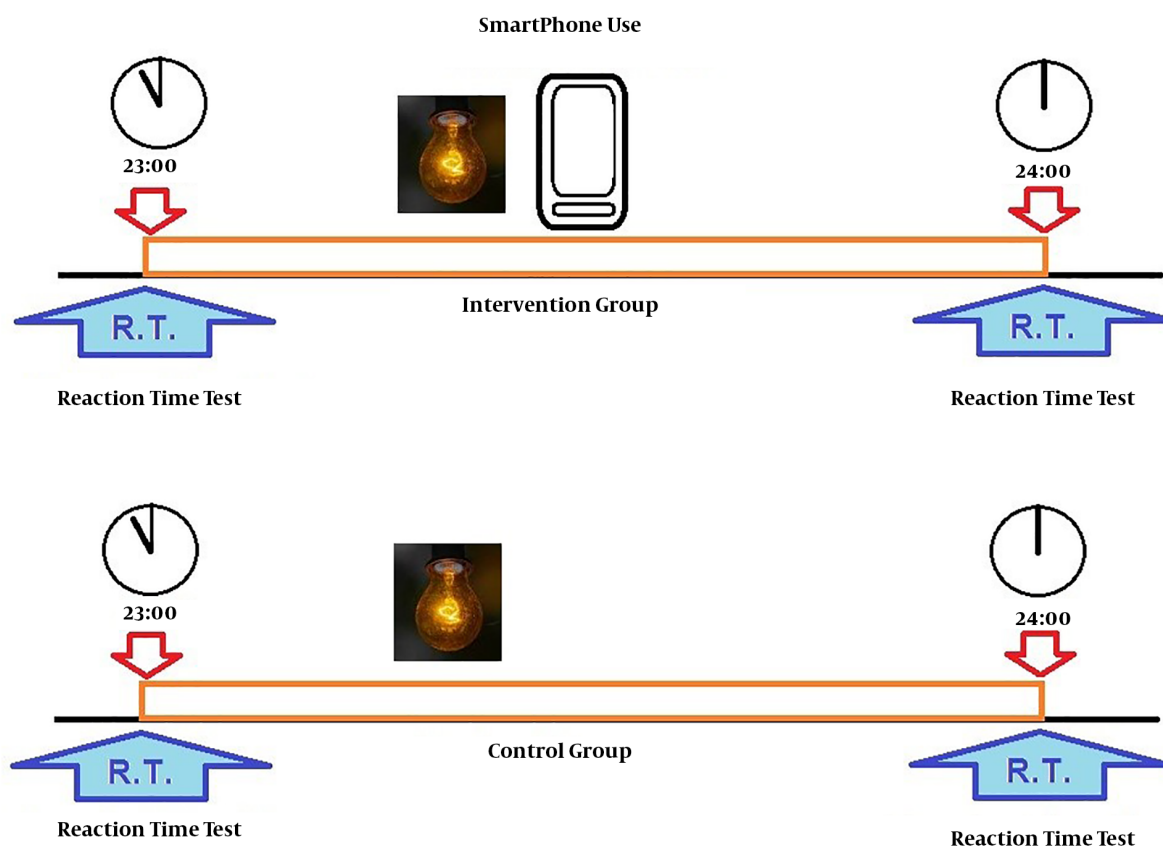 SmartPhone Use
23:00
24:00
Intervention Group
R.T.
R.T.
Reaction Time Test
Reaction Time Test
23:00
24:00
Control Group
R.T.
R.T.
Reaction Time Test
Reaction Time Test